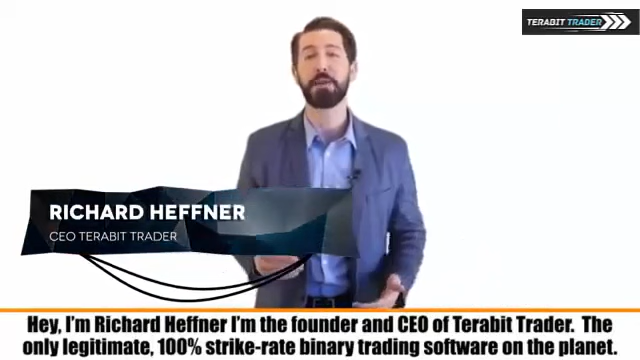 TERABIT TRADER
RICHARD HEFFNER
CEO TERABIT TRADER
Hey, I'm Richard Heffner I'm the founder and CEO of Terabit Trader. The
only legitimate, 100% strike-rate binary trading software on the planet.